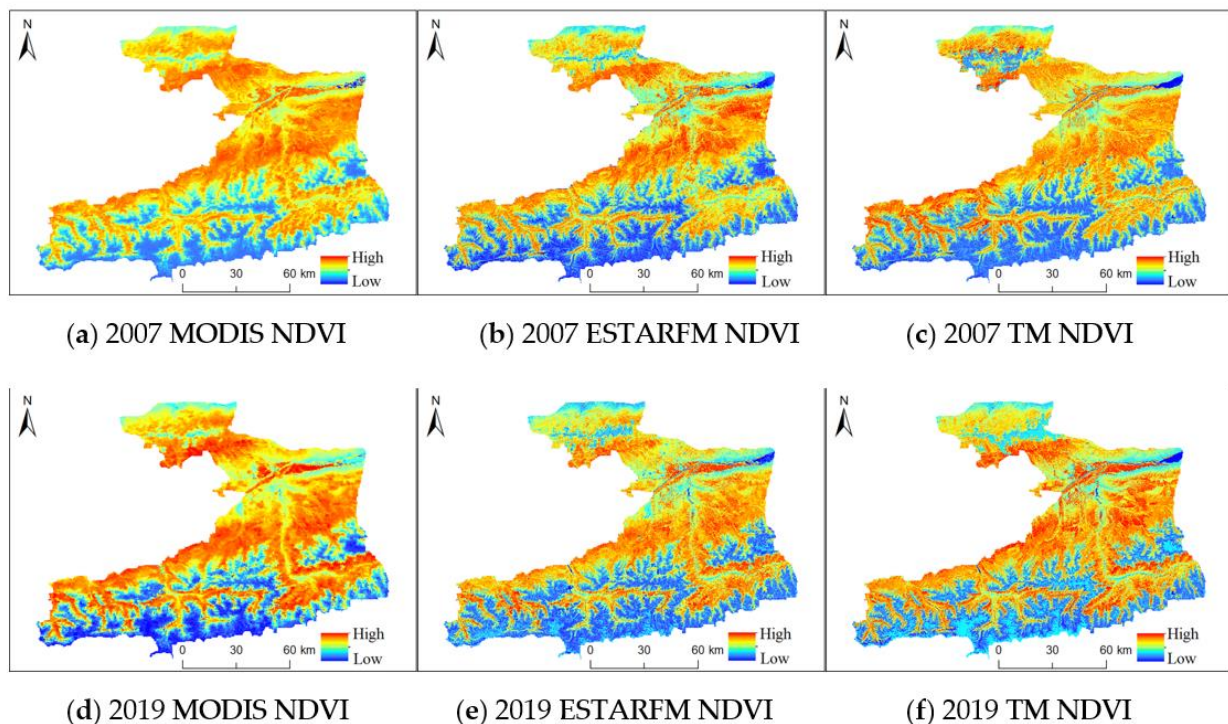 N
High
Low
0 30 60 km
(a) 2007 MODIS NDVI
N
High
Low
0 30 60 km
(b) 2007 ESTARFM NDVI
N
High
Low
0 30 60 km
(c) 2007 TM NDVI
N
High
Low
0 30 60 km
(d) 2019 MODIS NDVI
N
High
Low
0 30 60 km
(e) 2019 ESTARFM NDVI
N
High
Low
0 30 60 km
(f) 2019 TM NDVI